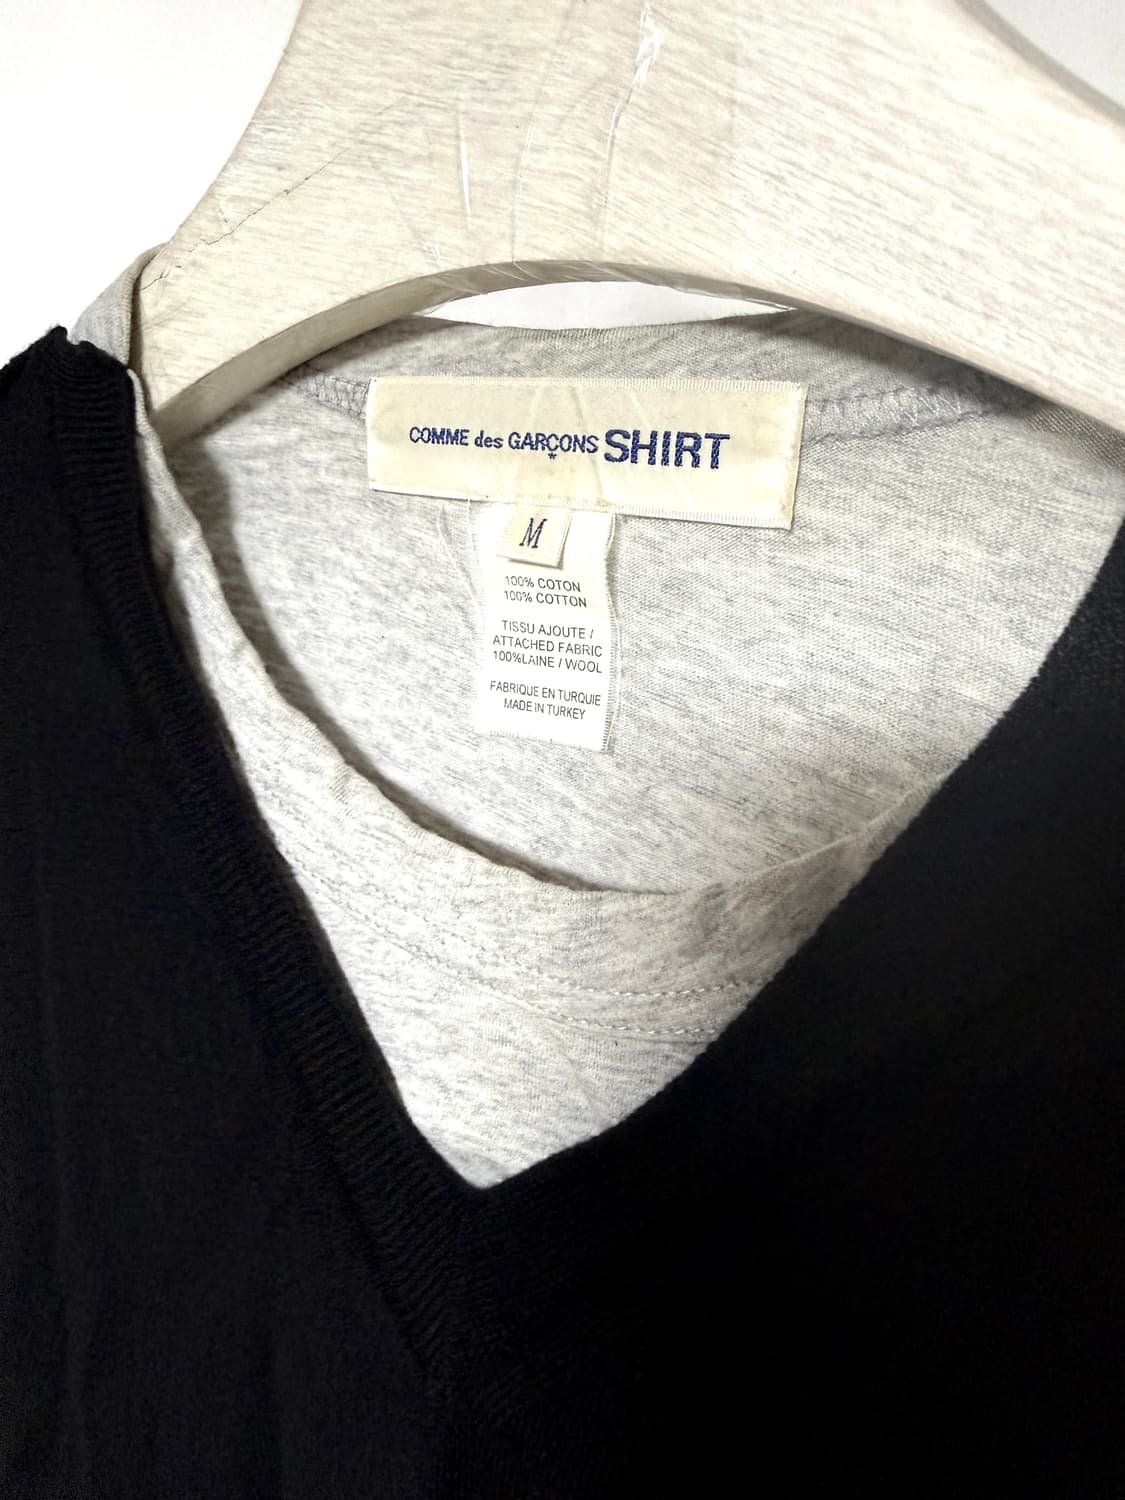 COMME des GARÇONS SHIRT
M
100% COTON
100% COTTON
TISSU AJOUTE /
ATTACHED FABRIC
100%LAINE / WOOL
FABRIQUE EN TURQUIE
MADE IN TURKEY